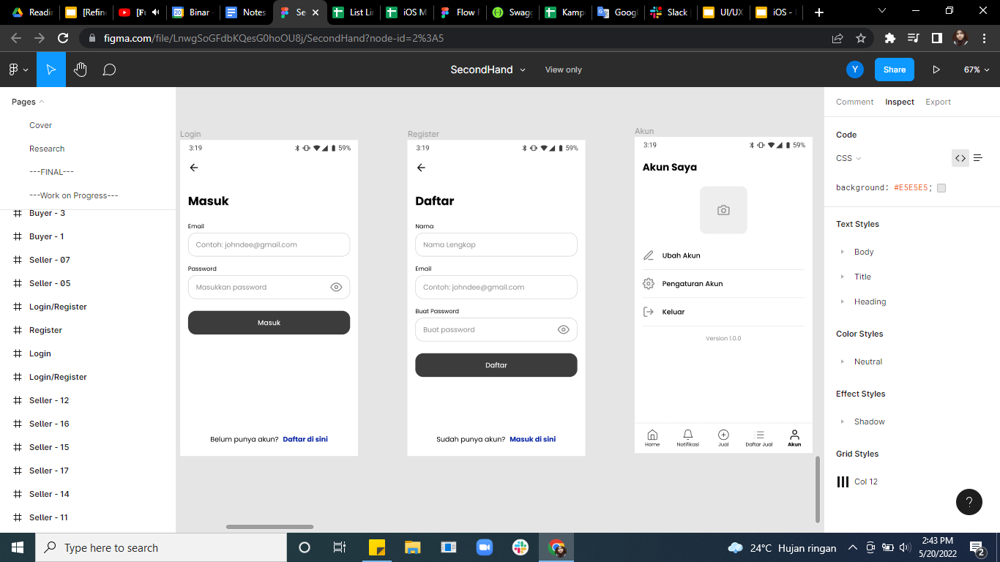 Readin
[Refine
[Fi
Binar
Notes
Se
List Lin
iOS M
Flow F
Swagg
Kamp
Googl
Slack
UI/UX
iOS -
figma.com/file/LnwgSoGFdbKQesG0hoOU8j/SecondHand?node-id=2%3A5
SecondHand
View only
Y
Share
67%
Pages
Cover
Research
---FINAL---
---Work on Progress---
Buyer - 3
Buyer - 1
Seller - 07
Seller - 05
Login/Register
Register
Login
Login/Register
Seller - 12
Seller - 16
Seller - 15
Seller - 17
Seller - 14
Seller - 11
Login
3:19
59%
Masuk
Email
Contoh: johndee@gmail.com
Password
Masukkan password
Masuk
Belum punya akun? Daftar di sini
Register
3:19
59%
Daftar
Nama
Nama Lengkap
Email
Contoh: johndee@gmail.com
Buat Password
Buat password
Daftar
Sudah punya akun? Masuk di sini
Akun
3:19
59%
Akun Saya
Ubah Akun
Pengaturan Akun
Keluar
Version 1.0.0
Home
Notifikasi
Jual
Daftar Jual
Akun
Comment
Inspect
Export
Code
CSS
background: #E5E5E5;
Text Styles
Body
Title
Heading
Color Styles
Neutral
Effect Styles
Shadow
Grid Styles
Col 12
?
Type here to search
24°C Hujan ringan
2:43 PM
5/20/2022
2